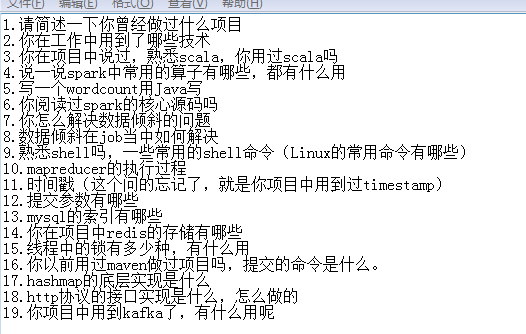 文件(F) 编辑(E) 格式(O) 查看(V) 帮助(H)
1.请简述一下你曾经做过什么项目
2.你在工作中用到了哪些技术
3.你在项目中说过，熟悉scala，你用过scala吗
4.说一说spark中常用的算子有哪些，都有什么用
5.写一个wordcount用Java写
6.你阅读过spark的核心源码吗
7.你怎么解决数据倾斜的问题
8.数据倾斜在job当中如何解决
9.熟悉shell吗，一些常用的shell命令（Linux的常用命令有哪些）
10.mapreducer的执行过程
11.时间戳（这个问的忘记了，就是你项目中用到过timestamp）
12.提交参数有哪些
13.mysql的索引有哪些
14.你在项目中redis的存储有哪些
15.线程中的锁有多少种，有什么用
16.你以前用过maven做过项目吗，提交的命令是什么。
17.hashmap的底层实现是什么
18.http协议的接口实现是什么，怎么做的
19.你项目中用到kafka了，有什么用呢